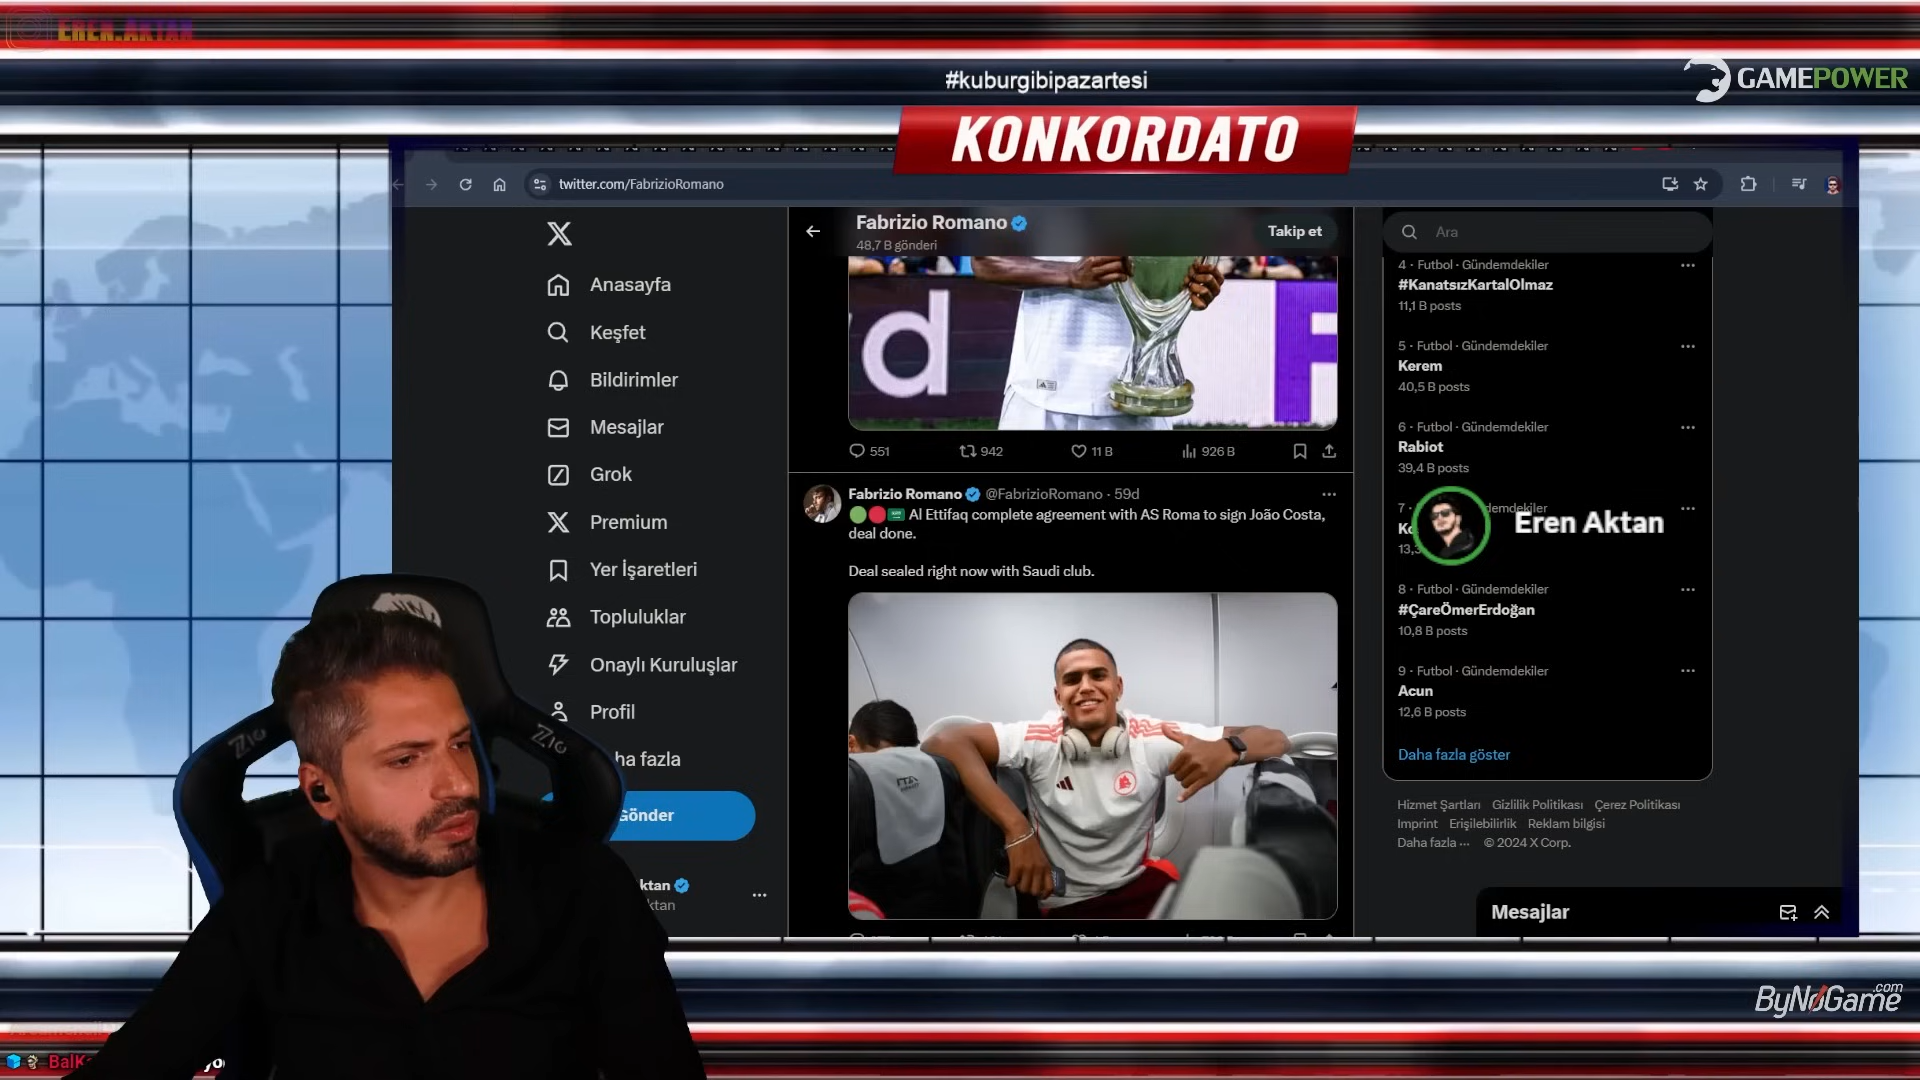 EREN.AKTAN
#kuburgibipazartesi
GAMEPOWER
KONKORDATO
twitter.com/FabrizioRomano
Fabrizio Romano
48,7 B gönderi
Takip et
Ara
Anasayfa
Keşfet
Bildirimler
Mesajlar
Grok
Premium
Yer İşaretleri
Topluluklar
Onaylı Kuruluşlar
Profil
Gönder
551 942 11 B 926 B
Fabrizio Romano @FabrizioRomano · 59d
Al Ettifaq complete agreement with AS Roma to sign João Costa,
deal done.
Deal sealed right now with Saudi club.
4 · Futbol · Gündemdekiler
#KanatsızKartalOlmaz
11,1 B posts
5 · Futbol · Gündemdekiler
Kerem
40,5 B posts
6 · Futbol · Gündemdekiler
Rabiot
39,4 B posts
7 ·
Eren Aktan
8 · Futbol · Gündemdekiler
#ÇareÖmerErdoğan
10,8 B posts
9 · Futbol · Gündemdekiler
Acun
12,6 B posts
Daha fazla göster
Hizmet Şartları Gizlilik Politikası Çerez Politikası
Imprint Erişilebilirlik Reklam bilgisi
Daha fazla ··· © 2024 X Corp.
Mesajlar
ByNoGame.com